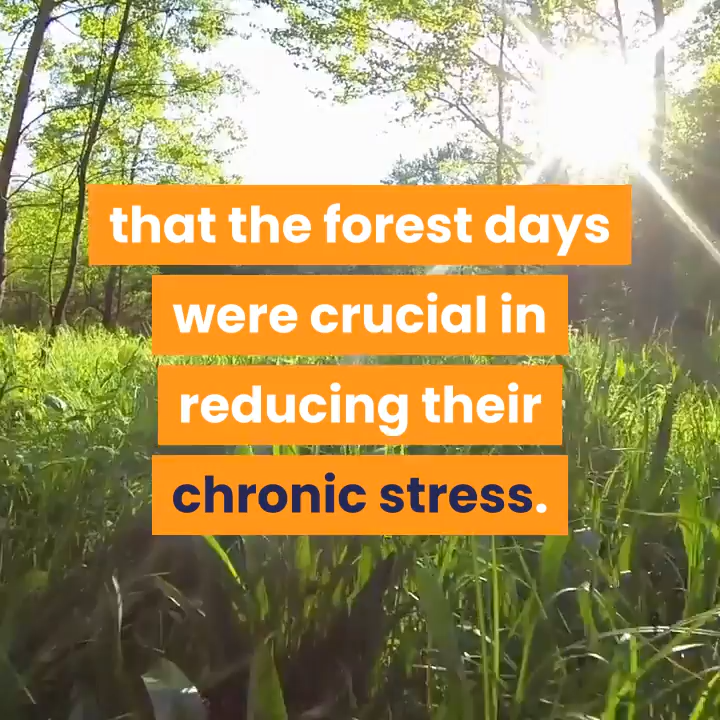 that the forest days
were crucial in
reducing their
chronic stress.